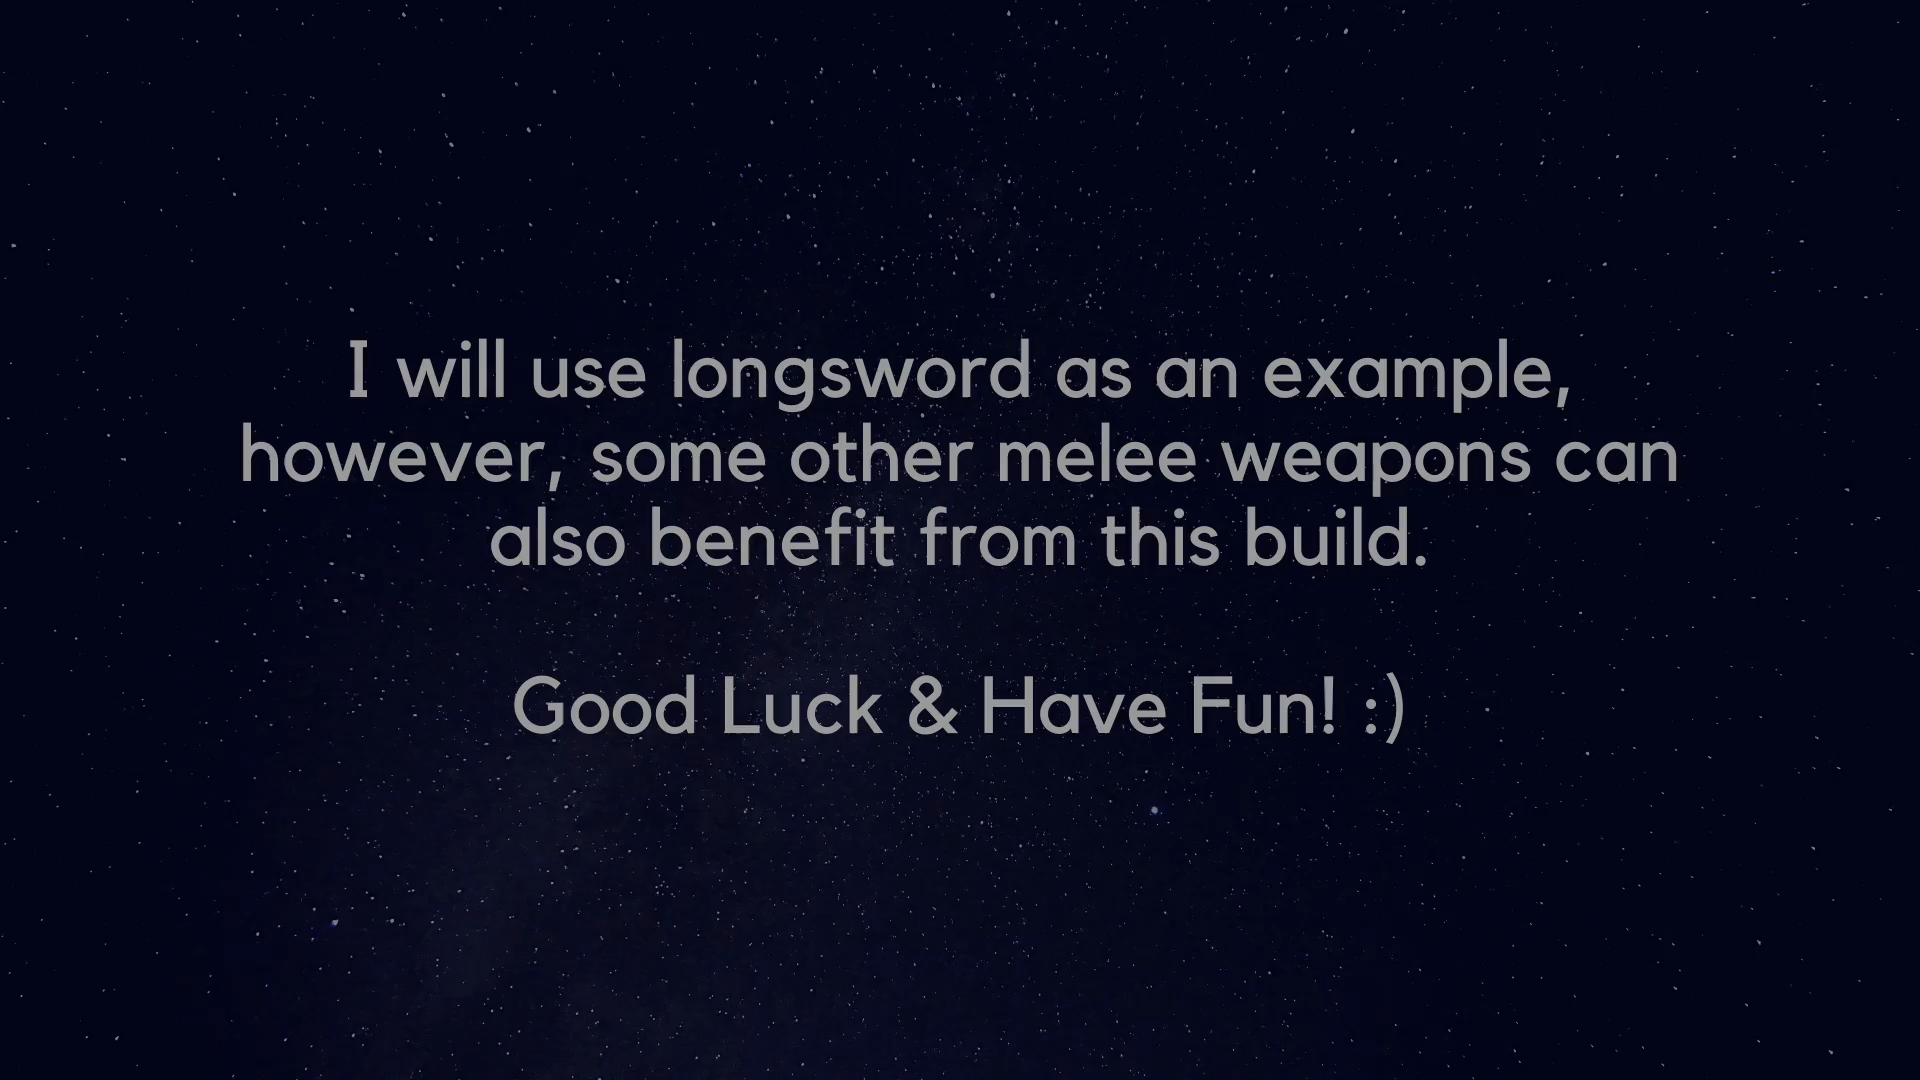 I will use longsword as an example,
however, some other melee weapons can
also benefit from this build.
Good Luck & Have Fun! :)